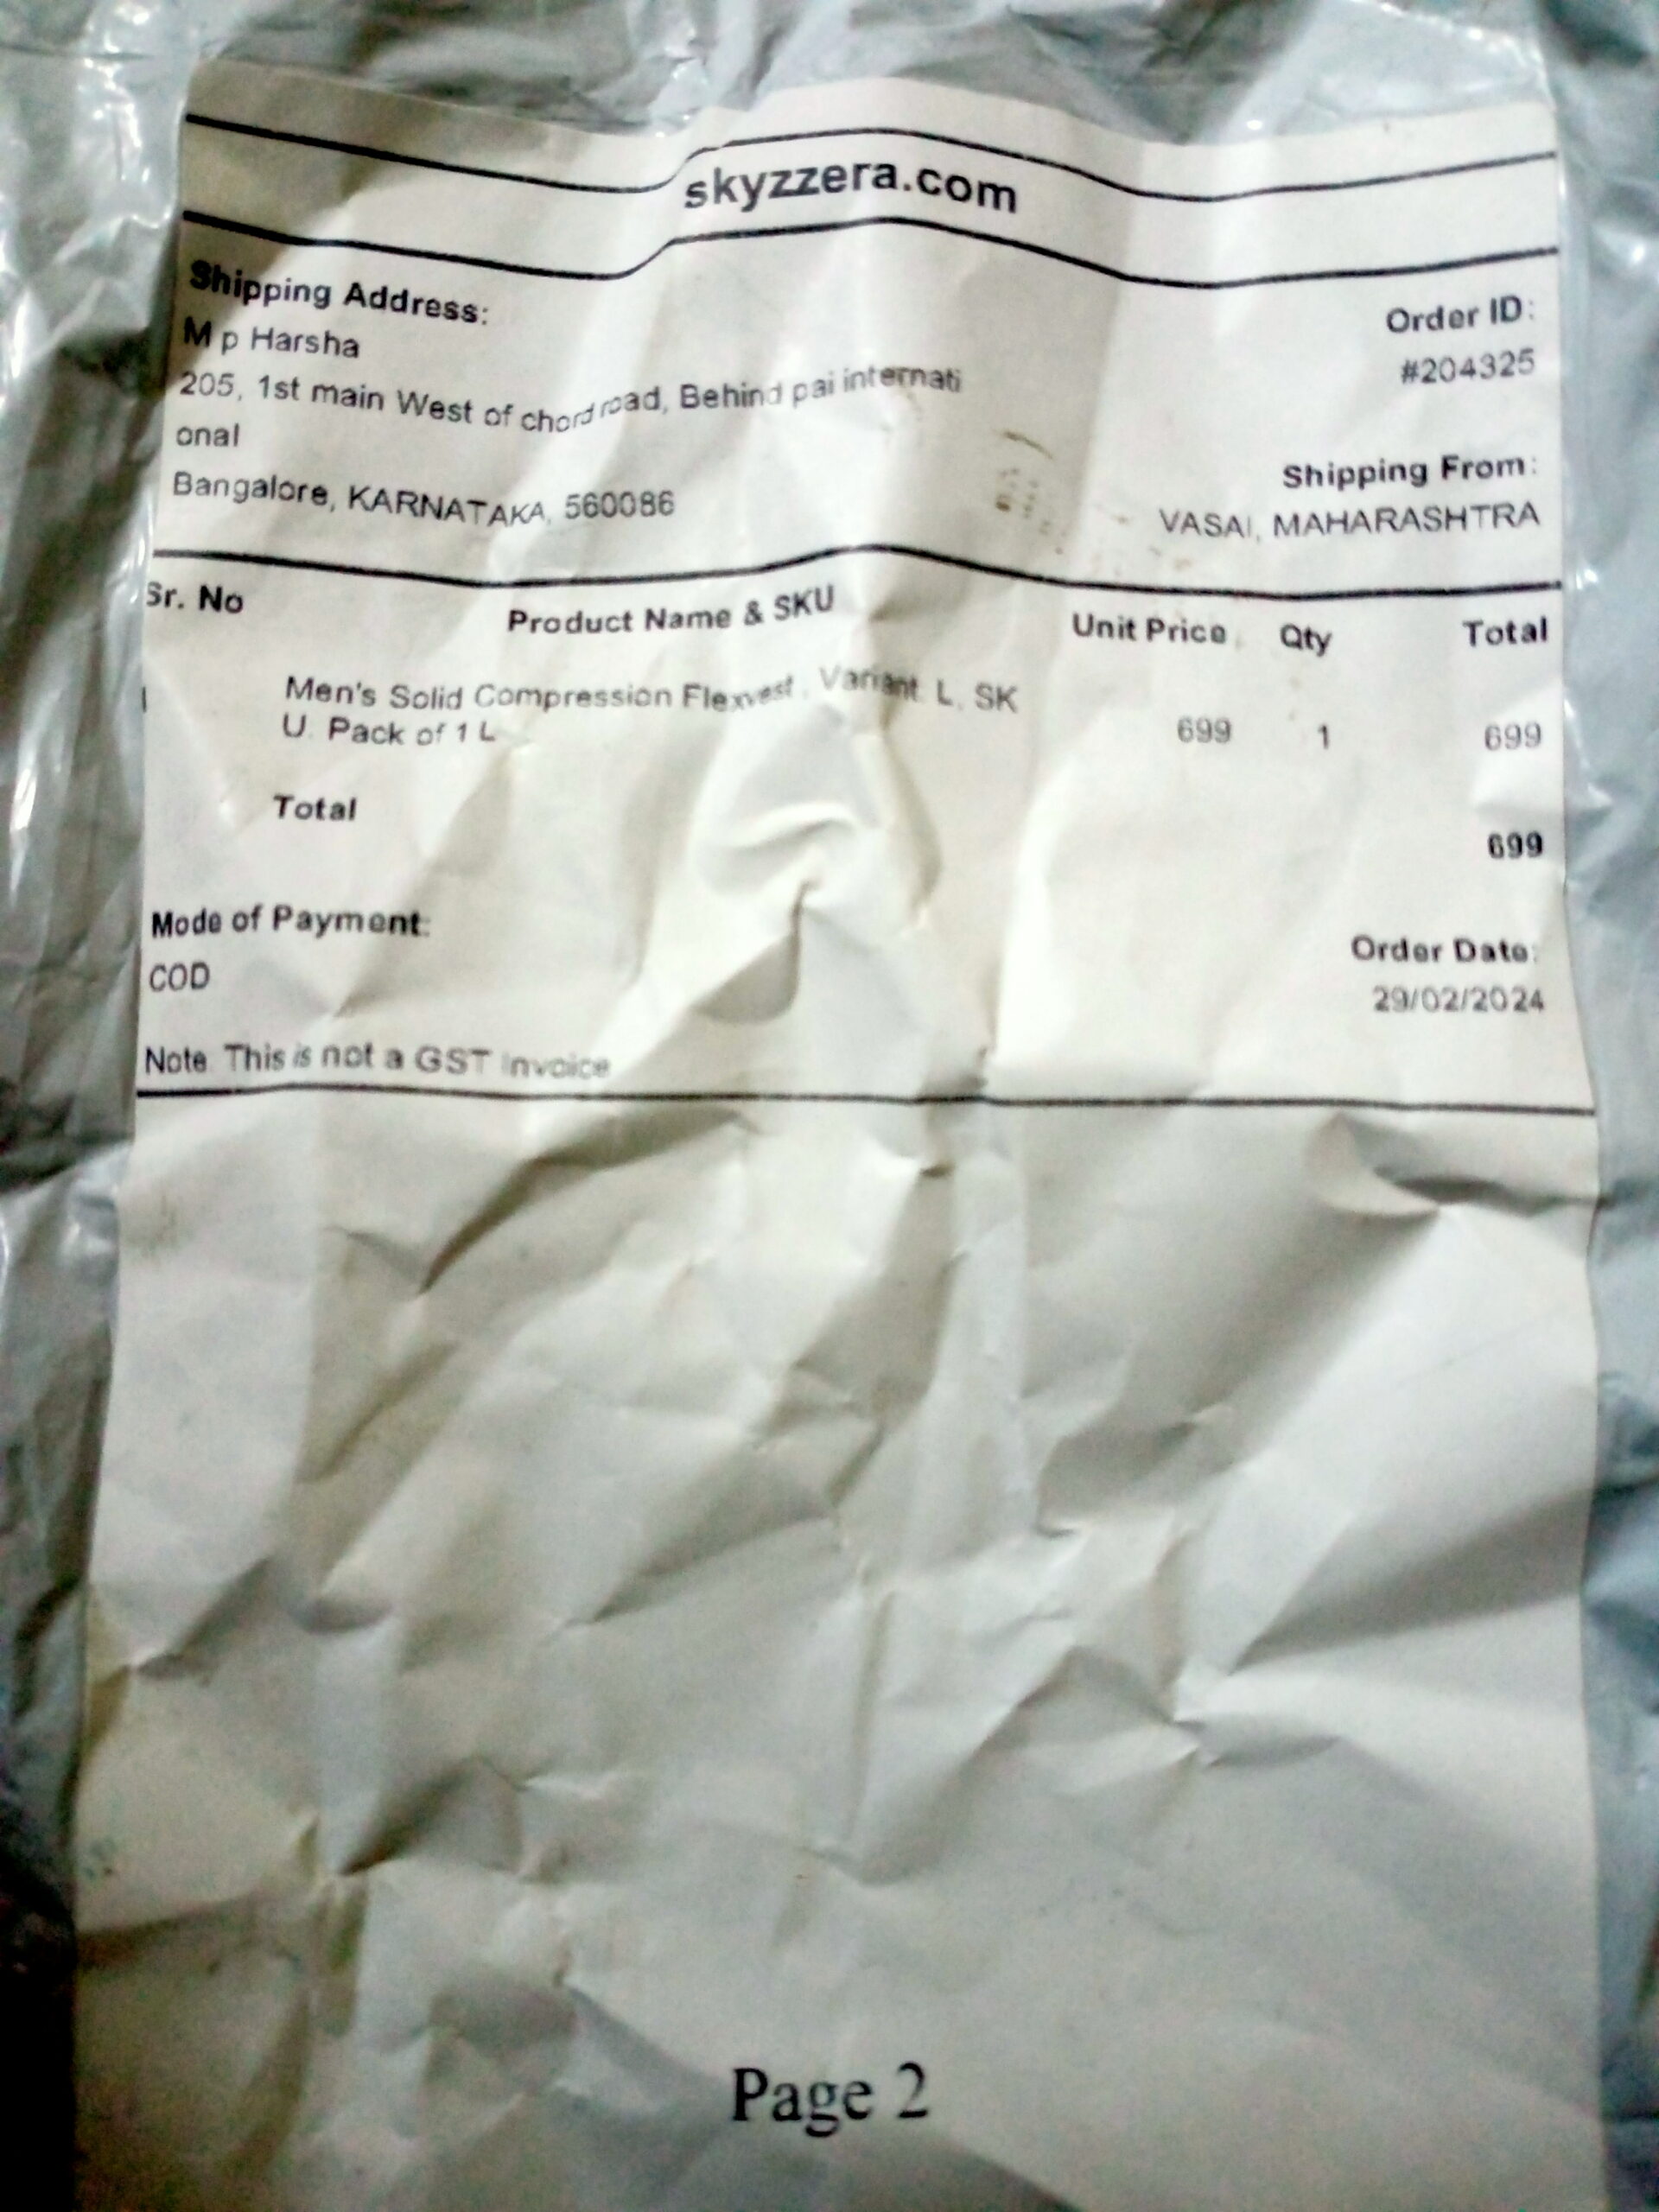 skyzzera.com
Shipping Address:
M p Harsha
205, 1st main West of chord road, Behind pai internati
onal
Bangalore, KARNATAKA, 560086
Order ID:
#204325
Shipping From:
VASAI, MAHARASHTRA
Sr. No Product Name & SKU Unit Price Qty Total
1 Men's Solid Compression Flexvest, Variant: L, SK
U: Pack of 1 L 699 1 699
Total 699
Mode of Payment:
COD
Order Date:
29/02/2024
Note: This is not a GST Invoice
Page 2